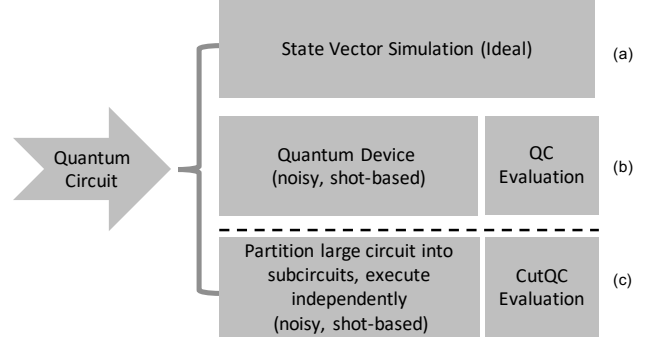 State Vector Simulation (Ideal)
(a)
Quantum
Circuit
Quantum Device
(noisy, shot-based)
QC
Evaluation
(b)
Partition large circuit into
subcircuits, execute
independently
(noisy, shot-based)
CutQC
Evaluation
(c)